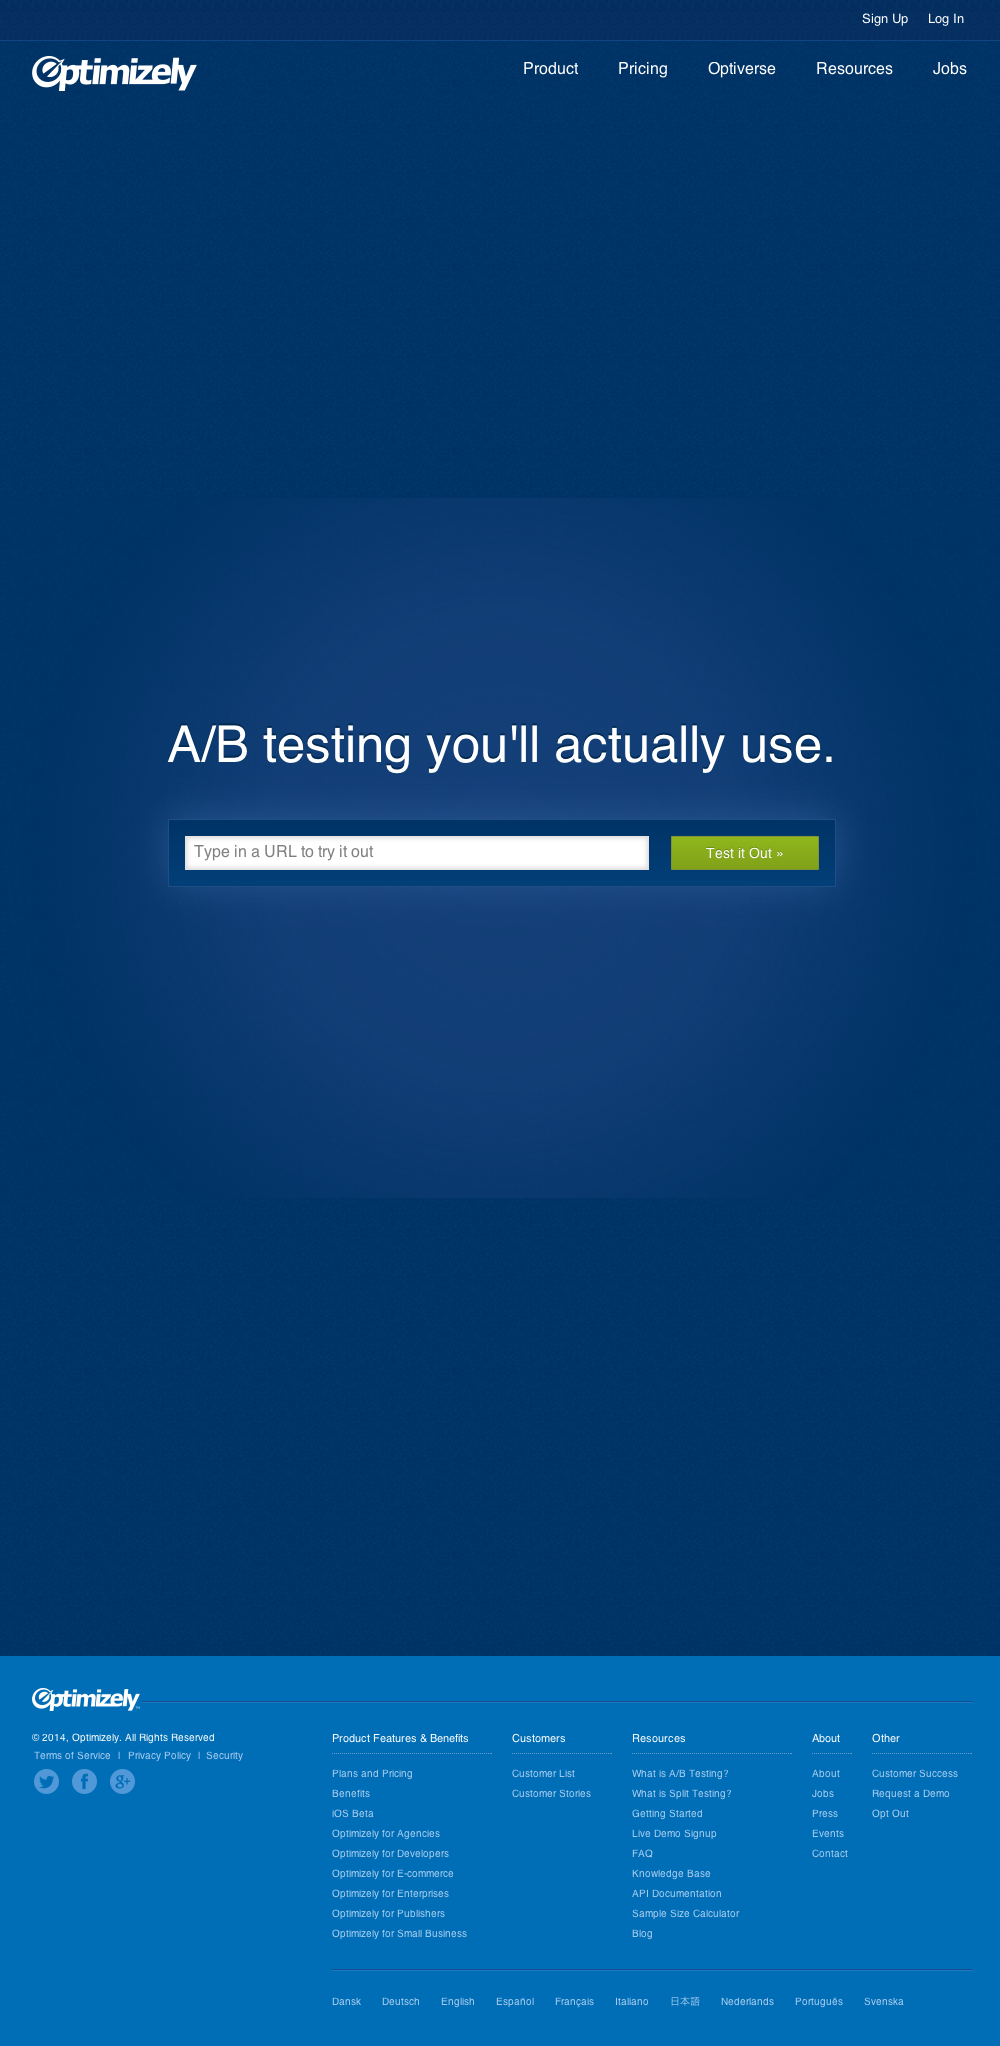 Sign Up Log In
Optimizely
Product Pricing Optiverse Resources Jobs
A/B testing you'll actually use.
Type in a URL to try it out
Test it Out »
Optimizely
© 2014, Optimizely. All Rights Reserved
Terms of Service | Privacy Policy | Security
Product Features & Benefits
Plans and Pricing
Benefits
iOS Beta
Optimizely for Agencies
Optimizely for Developers
Optimizely for E-commerce
Optimizely for Enterprises
Optimizely for Publishers
Optimizely for Small Business
Customers
Customer List
Customer Stories
Resources
What is A/B Testing?
What is Split Testing?
Getting Started
Live Demo Signup
FAQ
Knowledge Base
API Documentation
Sample Size Calculator
Blog
About
About
Jobs
Press
Events
Contact
Other
Customer Success
Request a Demo
Opt Out
Dansk Deutsch English Español Français Italiano 日本語 Nederlands Português Svenska